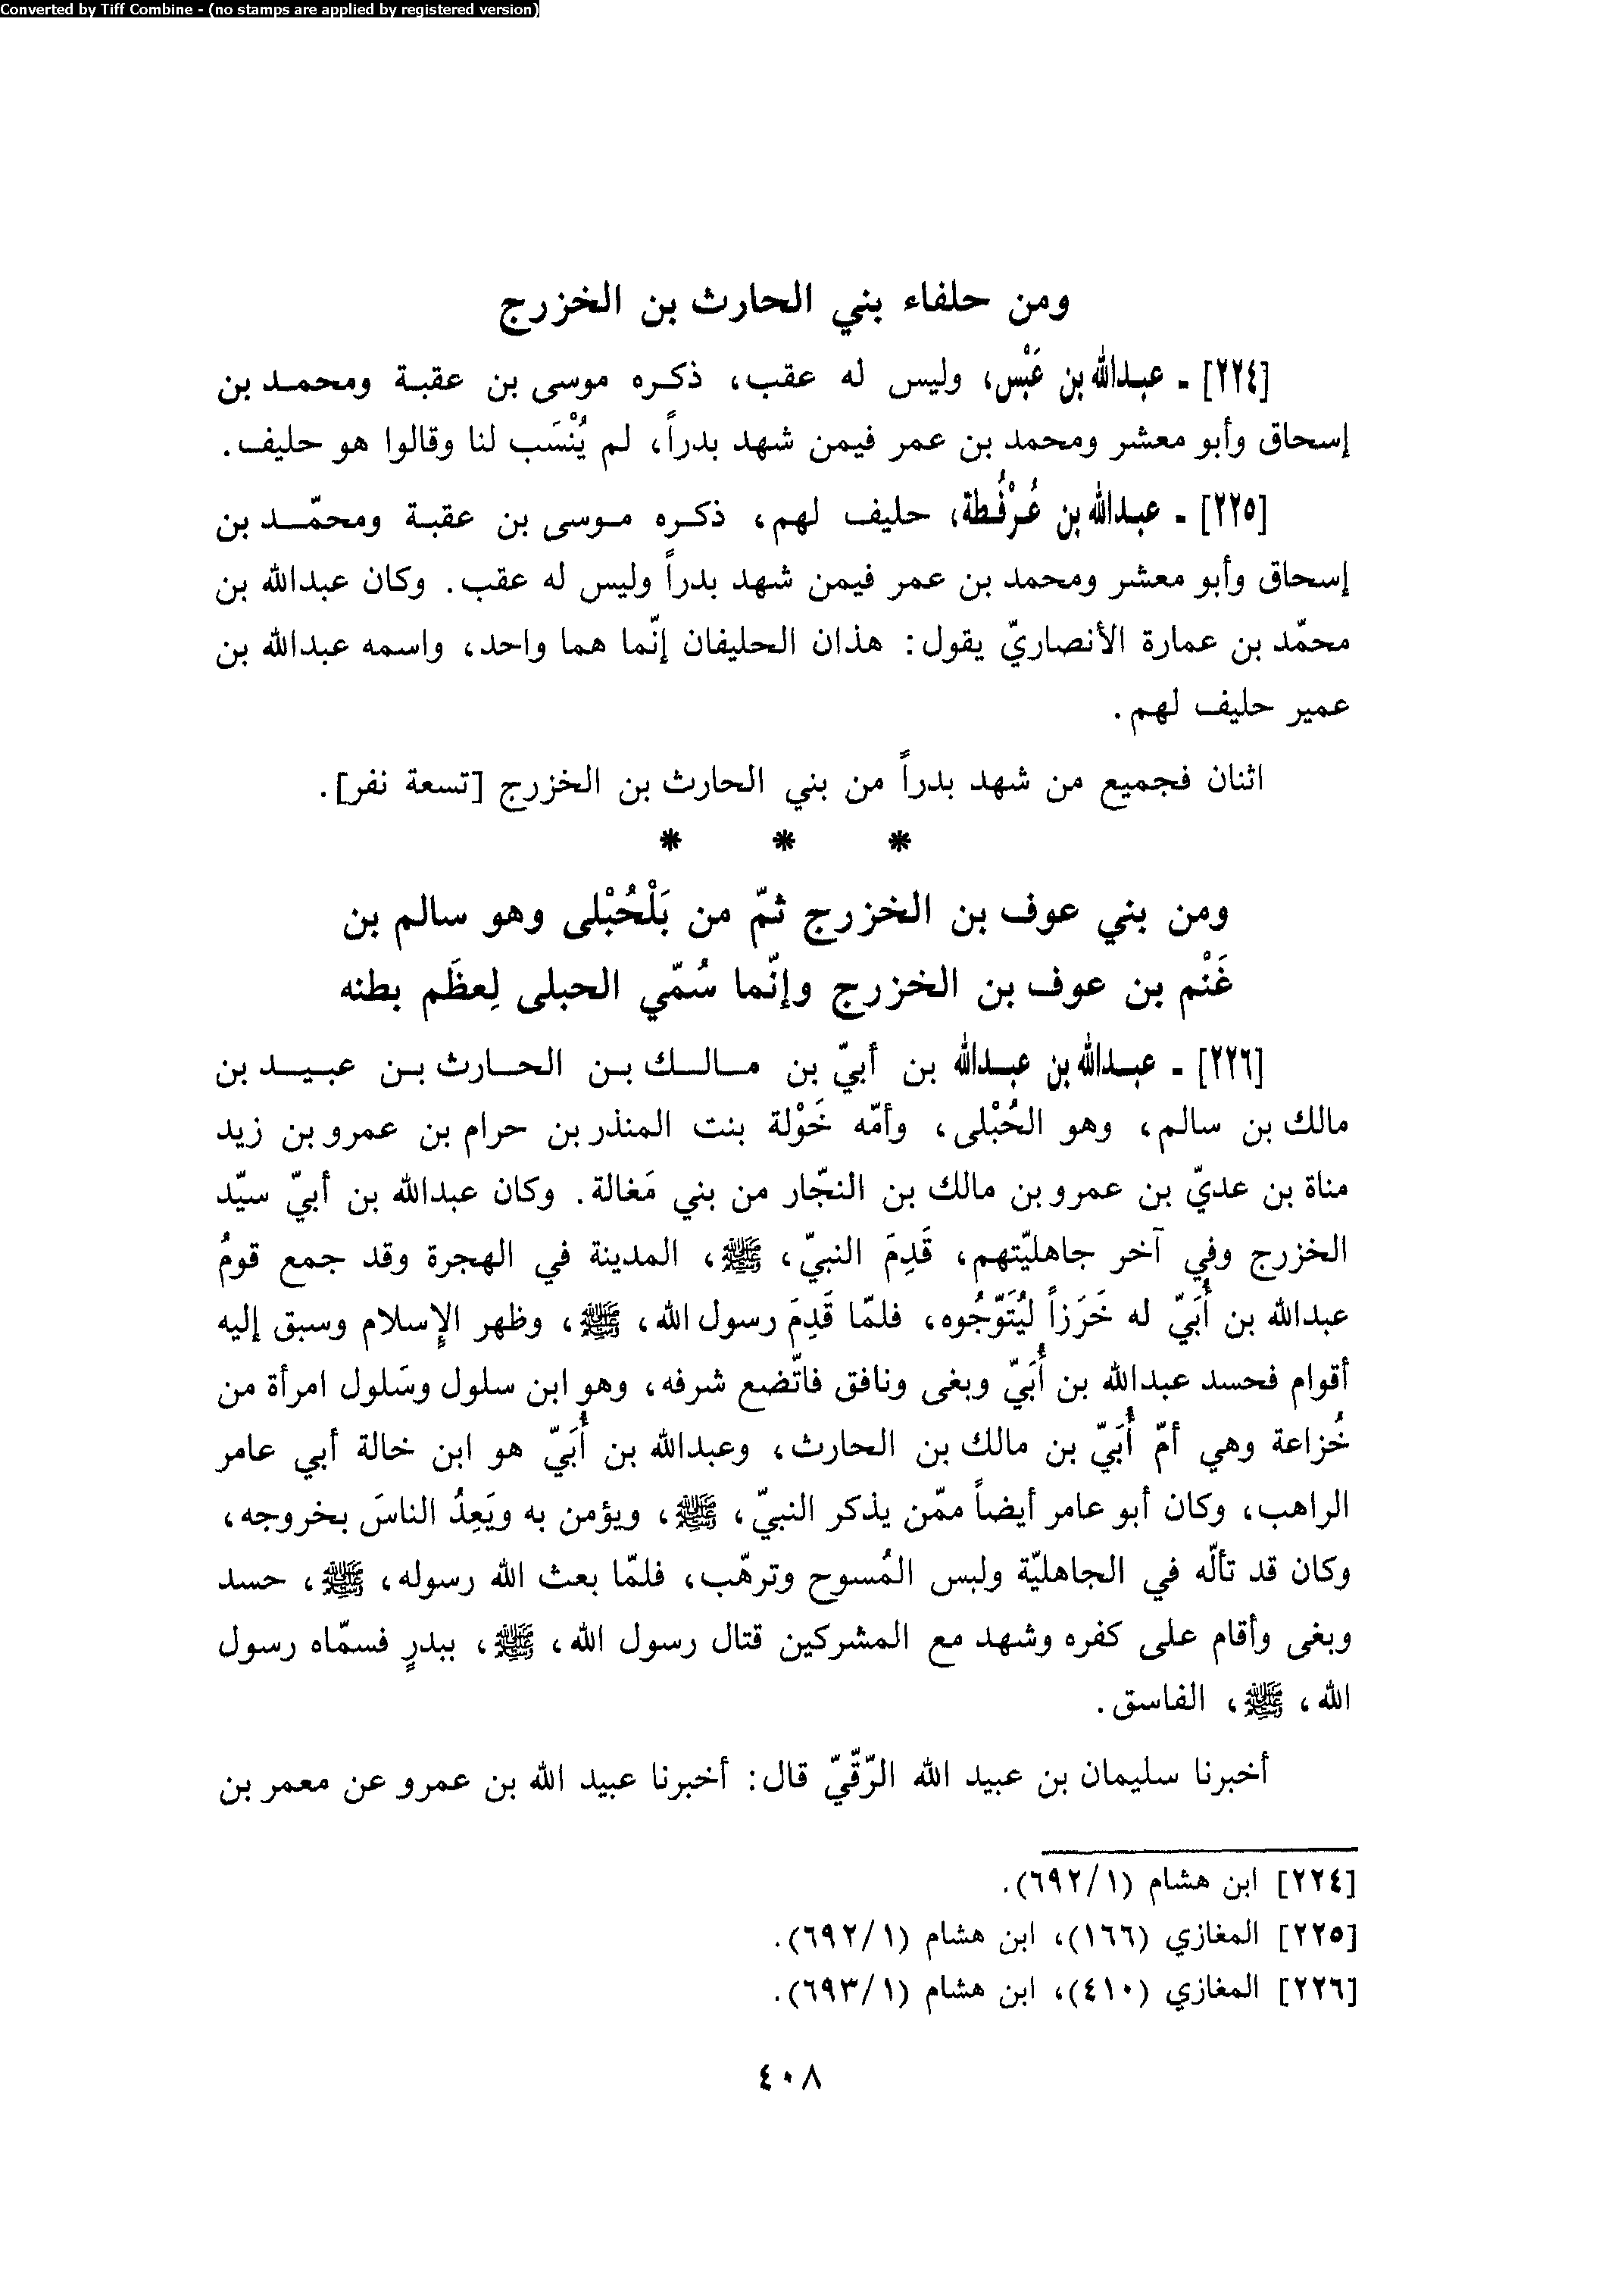 Converted by Tiff Combine - (no stamps are applied by registered version)
ومن حلفاء بني الحارث بن الخزرج
[٢٢٤] - عبدالله بن عَبْس، وليس له عقب، ذكره موسى بن عقبة ومحمد بن
إسحاق وأبو معشر ومحمد بن عمر فيمن شهد بدراً، لم يُنْسَب لنا وقالوا هو حليف.
[٢٢٥] - عبدالله بن عُرْفُطة، حليف لهم، ذكره موسى بن عقبة ومحمّد بن
إسحاق وأبو معشر ومحمد بن عمر فيمن شهد بدراً وليس له عقب. وكان عبدالله بن
محمّد بن عمارة الأنصاريّ يقول: هذان الحليفان إنّما هما واحد، واسمه عبدالله بن
عمير حليف لهم.
اثنان فجميع من شهد بدراً من بني الحارث بن الخزرج [تسعة نفر].
* * *
ومن بني عوف بن الخزرج ثمّ من بَلْحُبْلى وهو سالم بن
غَنْم بن عوف بن الخزرج وإنّما سُمّي الحبلى لِعظَم بطنه
[٢٢٦] - عبدالله بن عبدالله بن أبيّ بن مالك بن الحارث بن عبيد بن
مالك بن سالم، وهو الحُبْلى، وأمّه خَوْلة بنت المنذر بن حرام بن عمرو بن زيد
مناة بن عديّ بن عمرو بن مالك بن النجّار من بني مَغالة. وكان عبدالله بن أبيّ سيّد
الخزرج وفي آخر جاهليّتهم، قَدِمَ النبيّ، ﷺ، المدينة في الهجرة وقد جمع قومُ
عبدالله بن أُبَيّ له خَرَزاً ليُتَوّجُوه، فلمّا قَدِمَ رسول الله، ﷺ، وظهر الإسلام وسبق إليه
أقوام فحسد عبدالله بن أُبَيّ وبغى ونافق فاتّضع شرفه، وهو ابن سلول وسَلول امرأة من
خُزاعة وهي أمّ أُبَيّ بن مالك بن الحارث، وعبدالله بن أُبَيّ هو ابن خالة أبي عامر
الراهب، وكان أبو عامر أيضاً ممّن يذكر النبيّ، ﷺ، ويؤمن به ويَعِدُ الناسَ بخروجه،
وكان قد تألّه في الجاهليّة ولبس المُسوح وترهّب، فلمّا بعث الله رسوله، ﷺ، حسد
وبغى وأقام على كفره وشهد مع المشركين قتال رسول الله، ﷺ، ببدرٍ فسمّاه رسول
الله، ﷺ، الفاسق.
أخبرنا سليمان بن عبيد الله الرّقّيّ قال: أخبرنا عبيد الله بن عمرو عن معمر بن
[٢٢٤] ابن هشام (٦٩٢/١).
[٢٢٥] المغازي (١٦٦)، ابن هشام (٦٩٢/١).
[٢٢٦] المغازي (٤١٠)، ابن هشام (٦٩٣/١).
٤٠٨